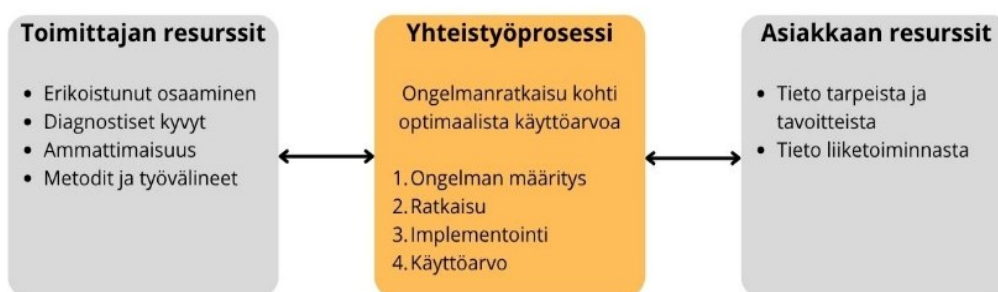 Toimittajan resurssit
• Erikoistunut osaaminen
• Diagnostiset kyvyt
• Ammattimaisuus
• Metodit ja työvälineet
Yhteistyöprosessi
Ongelmanratkaisu kohti
optimaalista käyttöarvoa
1. Ongelman määritys
2. Ratkaisu
3. Implementointi
4. Käyttöarvo
Asiakkaan resurssit
• Tieto tarpeista ja
tavoitteista
• Tieto liiketoiminnasta